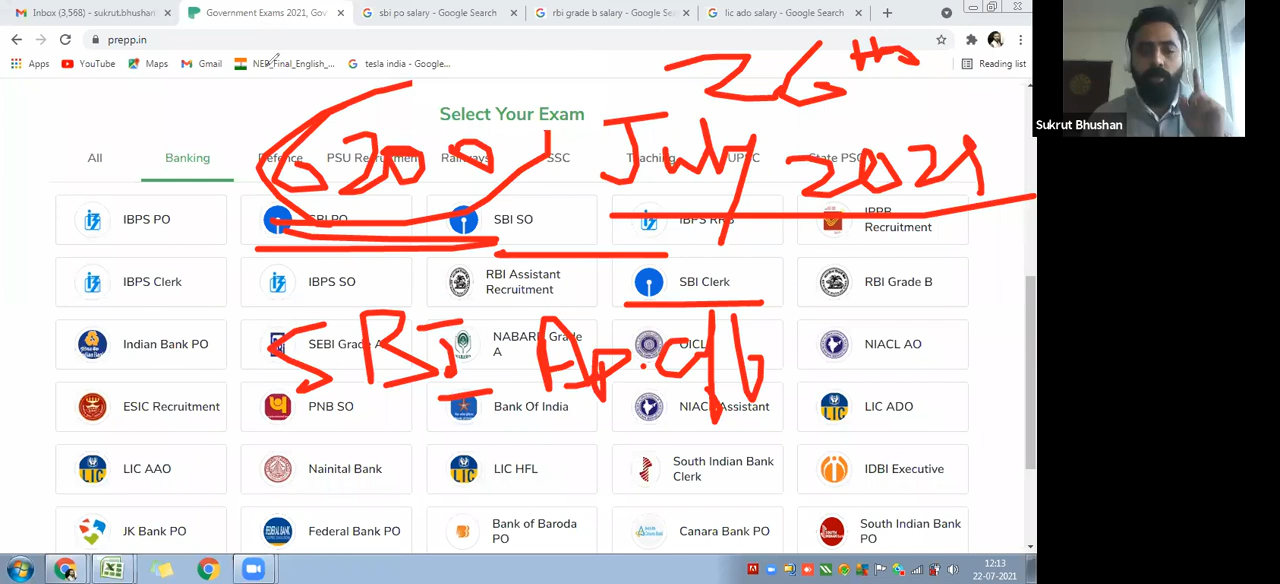 Inbox (3,568) - sukrut.bhushan
Government Exams 2021, Gov
sbi po salary - Google Search
rbi grade b salary - Google Se
lic ado salary - Google Search
prepp.in
Apps
YouTube
Maps
Gmail
NEP_Final_English_...
tesla india - Google...
Reading list
Sukrut Bhushan
26th
Select Your Exam
6200
July 2021
All
Banking
Defence
PSU Recruitment
Railways
SSC
Teaching
UPSC
State PSC
IBPS PO
SBI PO
SBI SO
IBPS RRB
IPPB
Recruitment
IBPS Clerk
IBPS SO
RBI Assistant
Recruitment
SBI Clerk
RBI Grade B
SBI
Indian Bank PO
SEBI Grade A
NABARD Grade
A
OICL
NIACL AO
ESIC Recruitment
PNB SO
Bank Of India
NIACL Assistant
LIC ADO
LIC AAO
Nainital Bank
LIC HFL
South Indian Bank
Clerk
IDBI Executive
JK Bank PO
Federal Bank PO
Bank of Baroda
PO
Canara Bank PO
South Indian Bank
PO
12:13
22-07-2021